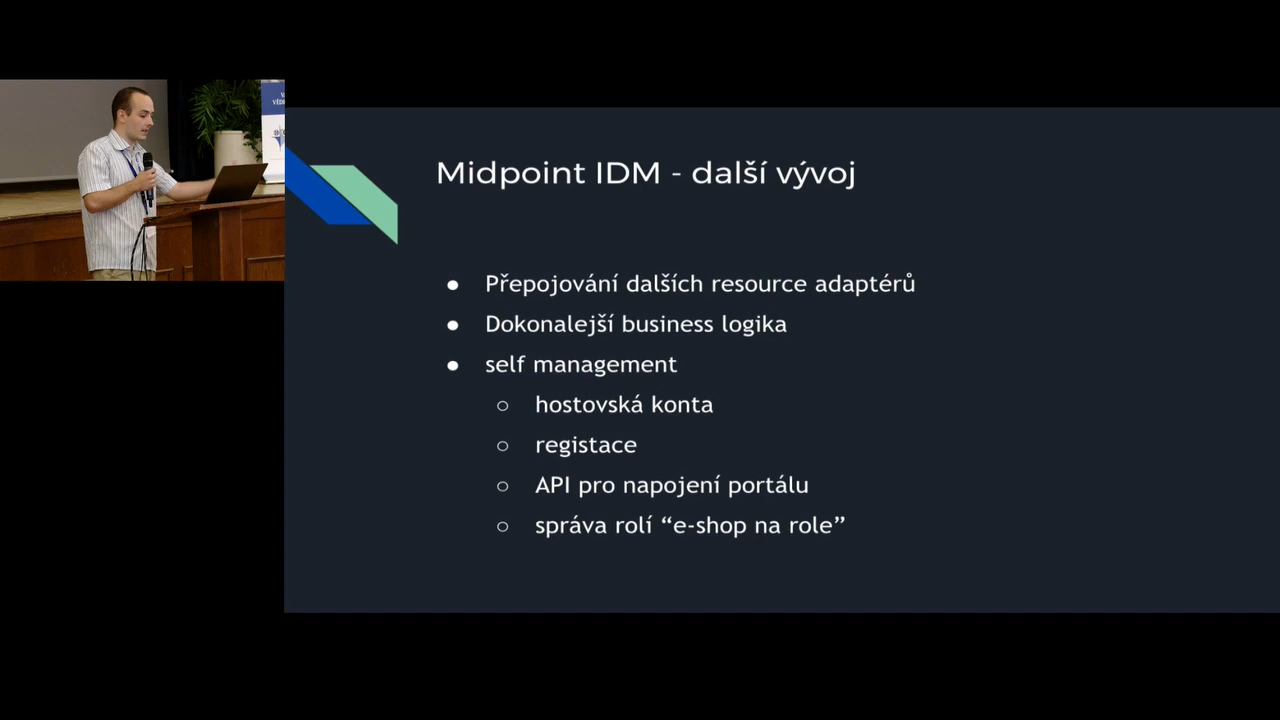 Midpoint IDM - další vývoj
● Přepojování dalších resource adaptérů
● Dokonalejší business logika
● self management
○ hostovská konta
○ registace
○ API pro napojení portálu
○ správa rolí “e-shop na role”